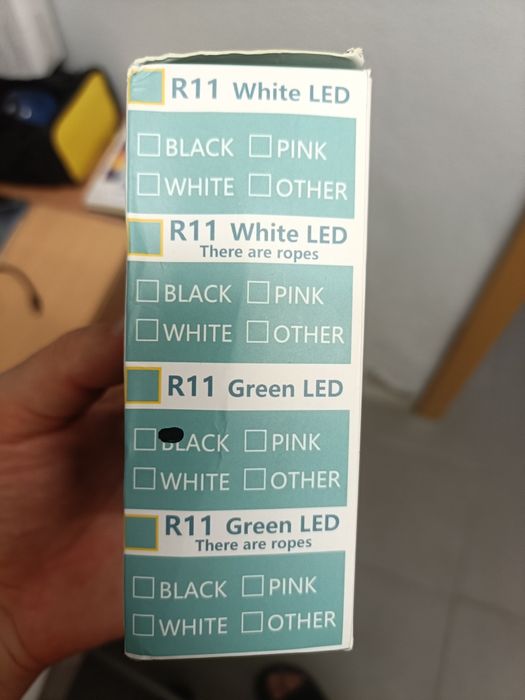 R11 White LED
BLACK PINK
WHITE OTHER
R11 White LED
There are ropes
BLACK PINK
WHITE OTHER
R11 Green LED
BLACK PINK
WHITE OTHER
R11 Green LED
There are ropes
BLACK PINK
WHITE OTHER